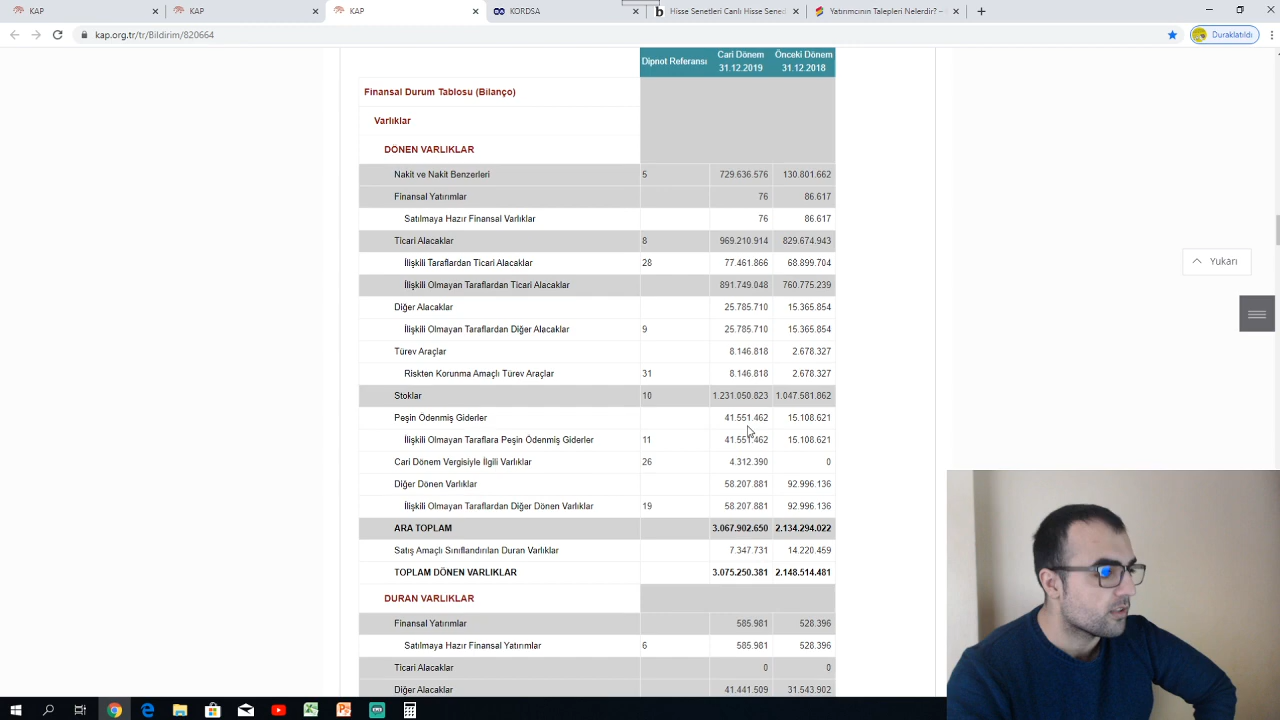 KAP
KAP
KAP
KORDSA
Hisse Senetleri Canlı Hisse Sened
Yatırımcının Talepleri Nelerdir? –
kap.org.tr/tr/Bildirim/820664
Duraklatıldı
Dipnot Referansı Cari Dönem 31.12.2019 Önceki Dönem 31.12.2018
Finansal Durum Tablosu (Bilanço)
Varlıklar
DÖNEN VARLIKLAR
Nakit ve Nakit Benzerleri 5 729.636.576 130.801.662
Finansal Yatırımlar 76 86.617
Satılmaya Hazır Finansal Varlıklar 76 86.617
Ticari Alacaklar 8 969.210.914 829.674.943
İlişkili Taraflardan Ticari Alacaklar 28 77.461.866 68.899.704
İlişkili Olmayan Taraflardan Ticari Alacaklar 891.749.048 760.775.239
Diğer Alacaklar 25.785.710 15.365.854
İlişkili Olmayan Taraflardan Diğer Alacaklar 9 25.785.710 15.365.854
Türev Araçlar 8.146.818 2.678.327
Riskten Korunma Amaçlı Türev Araçlar 31 8.146.818 2.678.327
Stoklar 10 1.231.050.823 1.047.581.862
Peşin Ödenmiş Giderler 41.551.462 15.108.621
İlişkili Olmayan Taraflara Peşin Ödenmiş Giderler 11 41.551.462 15.108.621
Cari Dönem Vergisiyle İlgili Varlıklar 26 4.312.390 0
Diğer Dönen Varlıklar 58.207.881 92.996.136
İlişkili Olmayan Taraflardan Diğer Dönen Varlıklar 19 58.207.881 92.996.136
ARA TOPLAM 3.067.902.650 2.134.294.022
Satış Amaçlı Sınıflandırılan Duran Varlıklar 7.347.731 14.220.459
TOPLAM DÖNEN VARLIKLAR 3.075.250.381 2.148.514.481
DURAN VARLIKLAR
Finansal Yatırımlar 585.981 528.396
Satılmaya Hazır Finansal Yatırımlar 6 585.981 528.396
Ticari Alacaklar 0 0
Diğer Alacaklar 41.441.509 31.543.902
Yukarı